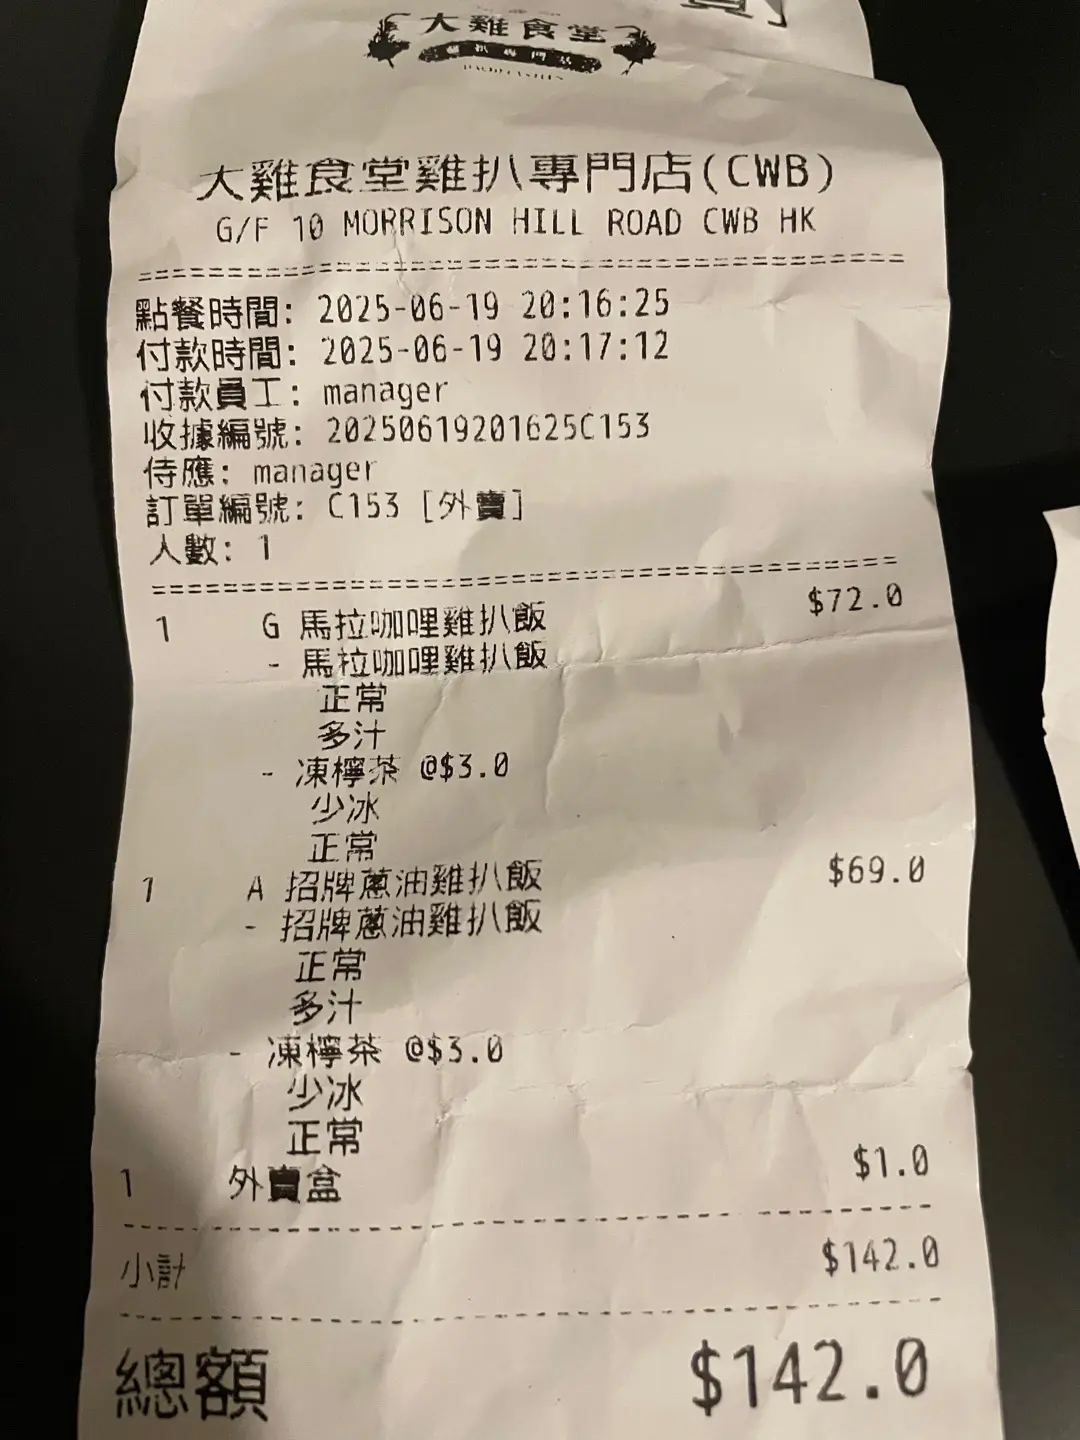 大雞食堂
大雞食堂雞扒專門店(CWB)
G/F 10 MORRISON HILL ROAD CWB HK
點餐時間: 2025-06-19 20:16:25
付款時間: 2025-06-19 20:17:12
付款員工: manager
收據編號: 20250619201625C153
侍應: manager
訂單編號: C153 [外賣]
人數: 1
1 G 馬拉咖哩雞扒飯 $72.0
- 馬拉咖哩雞扒飯
正常
多汁
- 凍檸茶 @$3.0
少冰
正常
1 A 招牌蔥油雞扒飯 $69.0
- 招牌蔥油雞扒飯
正常
多汁
- 凍檸茶 @$3.0
少冰
正常
1 外賣盒 $1.0
小計 $142.0
總額 $142.0